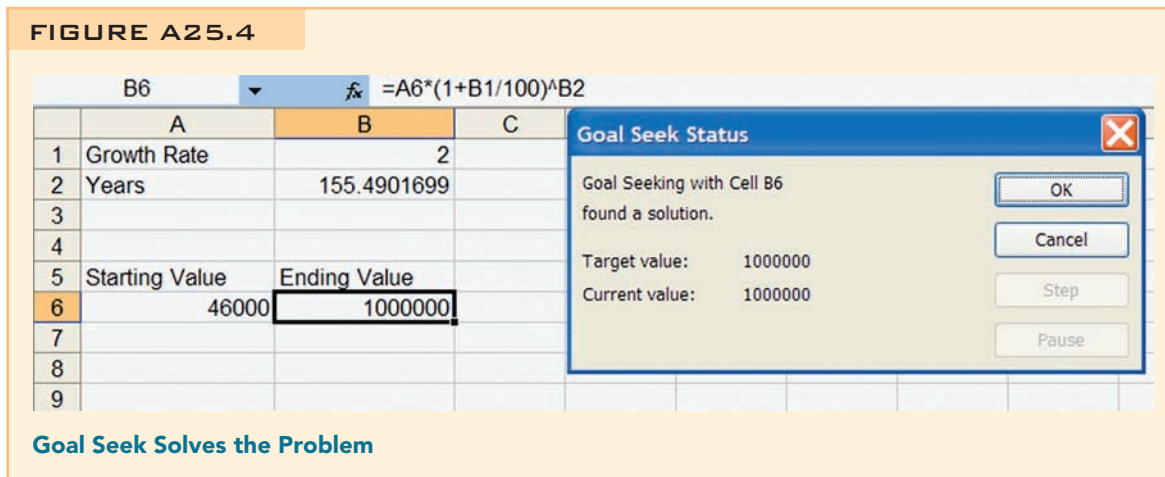 FIGURE A25.4
B6 fx =A6*(1+B1/100)^B2
A B C
1 Growth Rate 2
2 Years 155.4901699
3
4
5 Starting Value Ending Value
6 46000 1000000
7
8
9
Goal Seek Status
Goal Seeking with Cell B6
found a solution.
Target value: 1000000
Current value: 1000000
OK
Cancel
Step
Pause
Goal Seek Solves the Problem